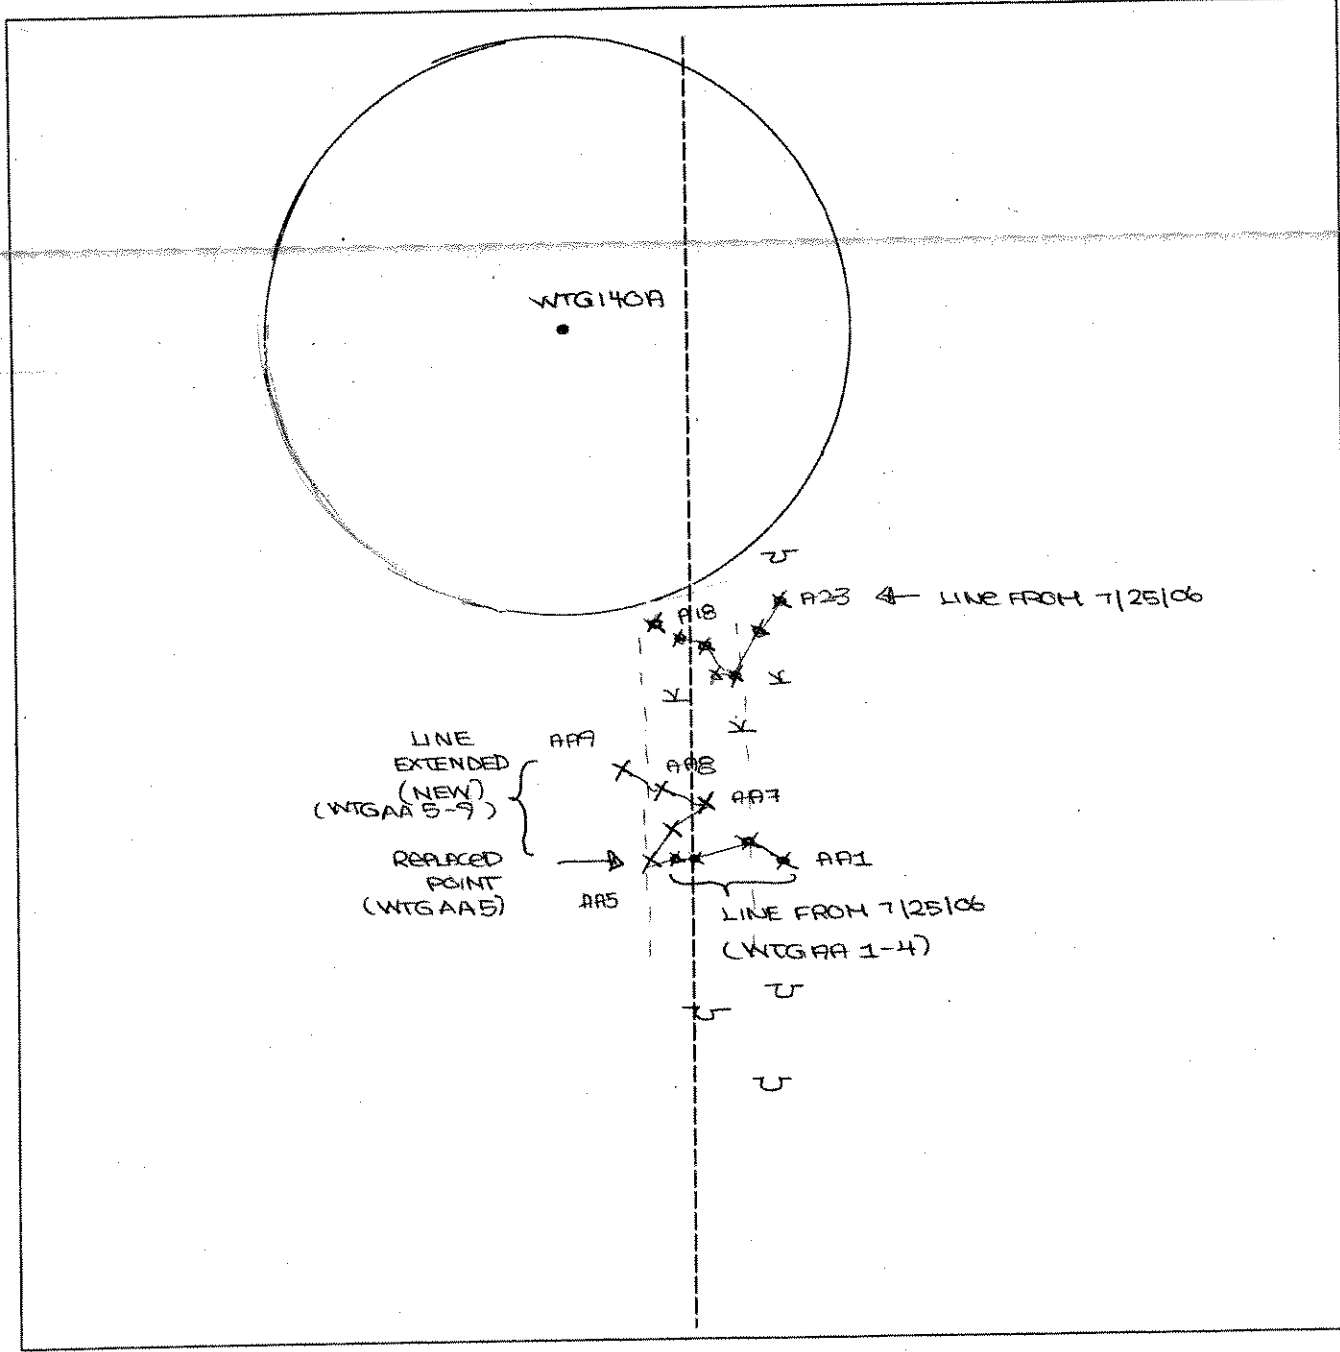 WTG140A
A23 ← LINE FROM 7/25/06
A18
LINE
EXTENDED
(NEW)
(WTGAA 5-9)
AA9
AA8
AA7
REPLACED
POINT
(WTGAA5)
AA5
AA1
LINE FROM 7/25/06
(WTGAA 1-4)